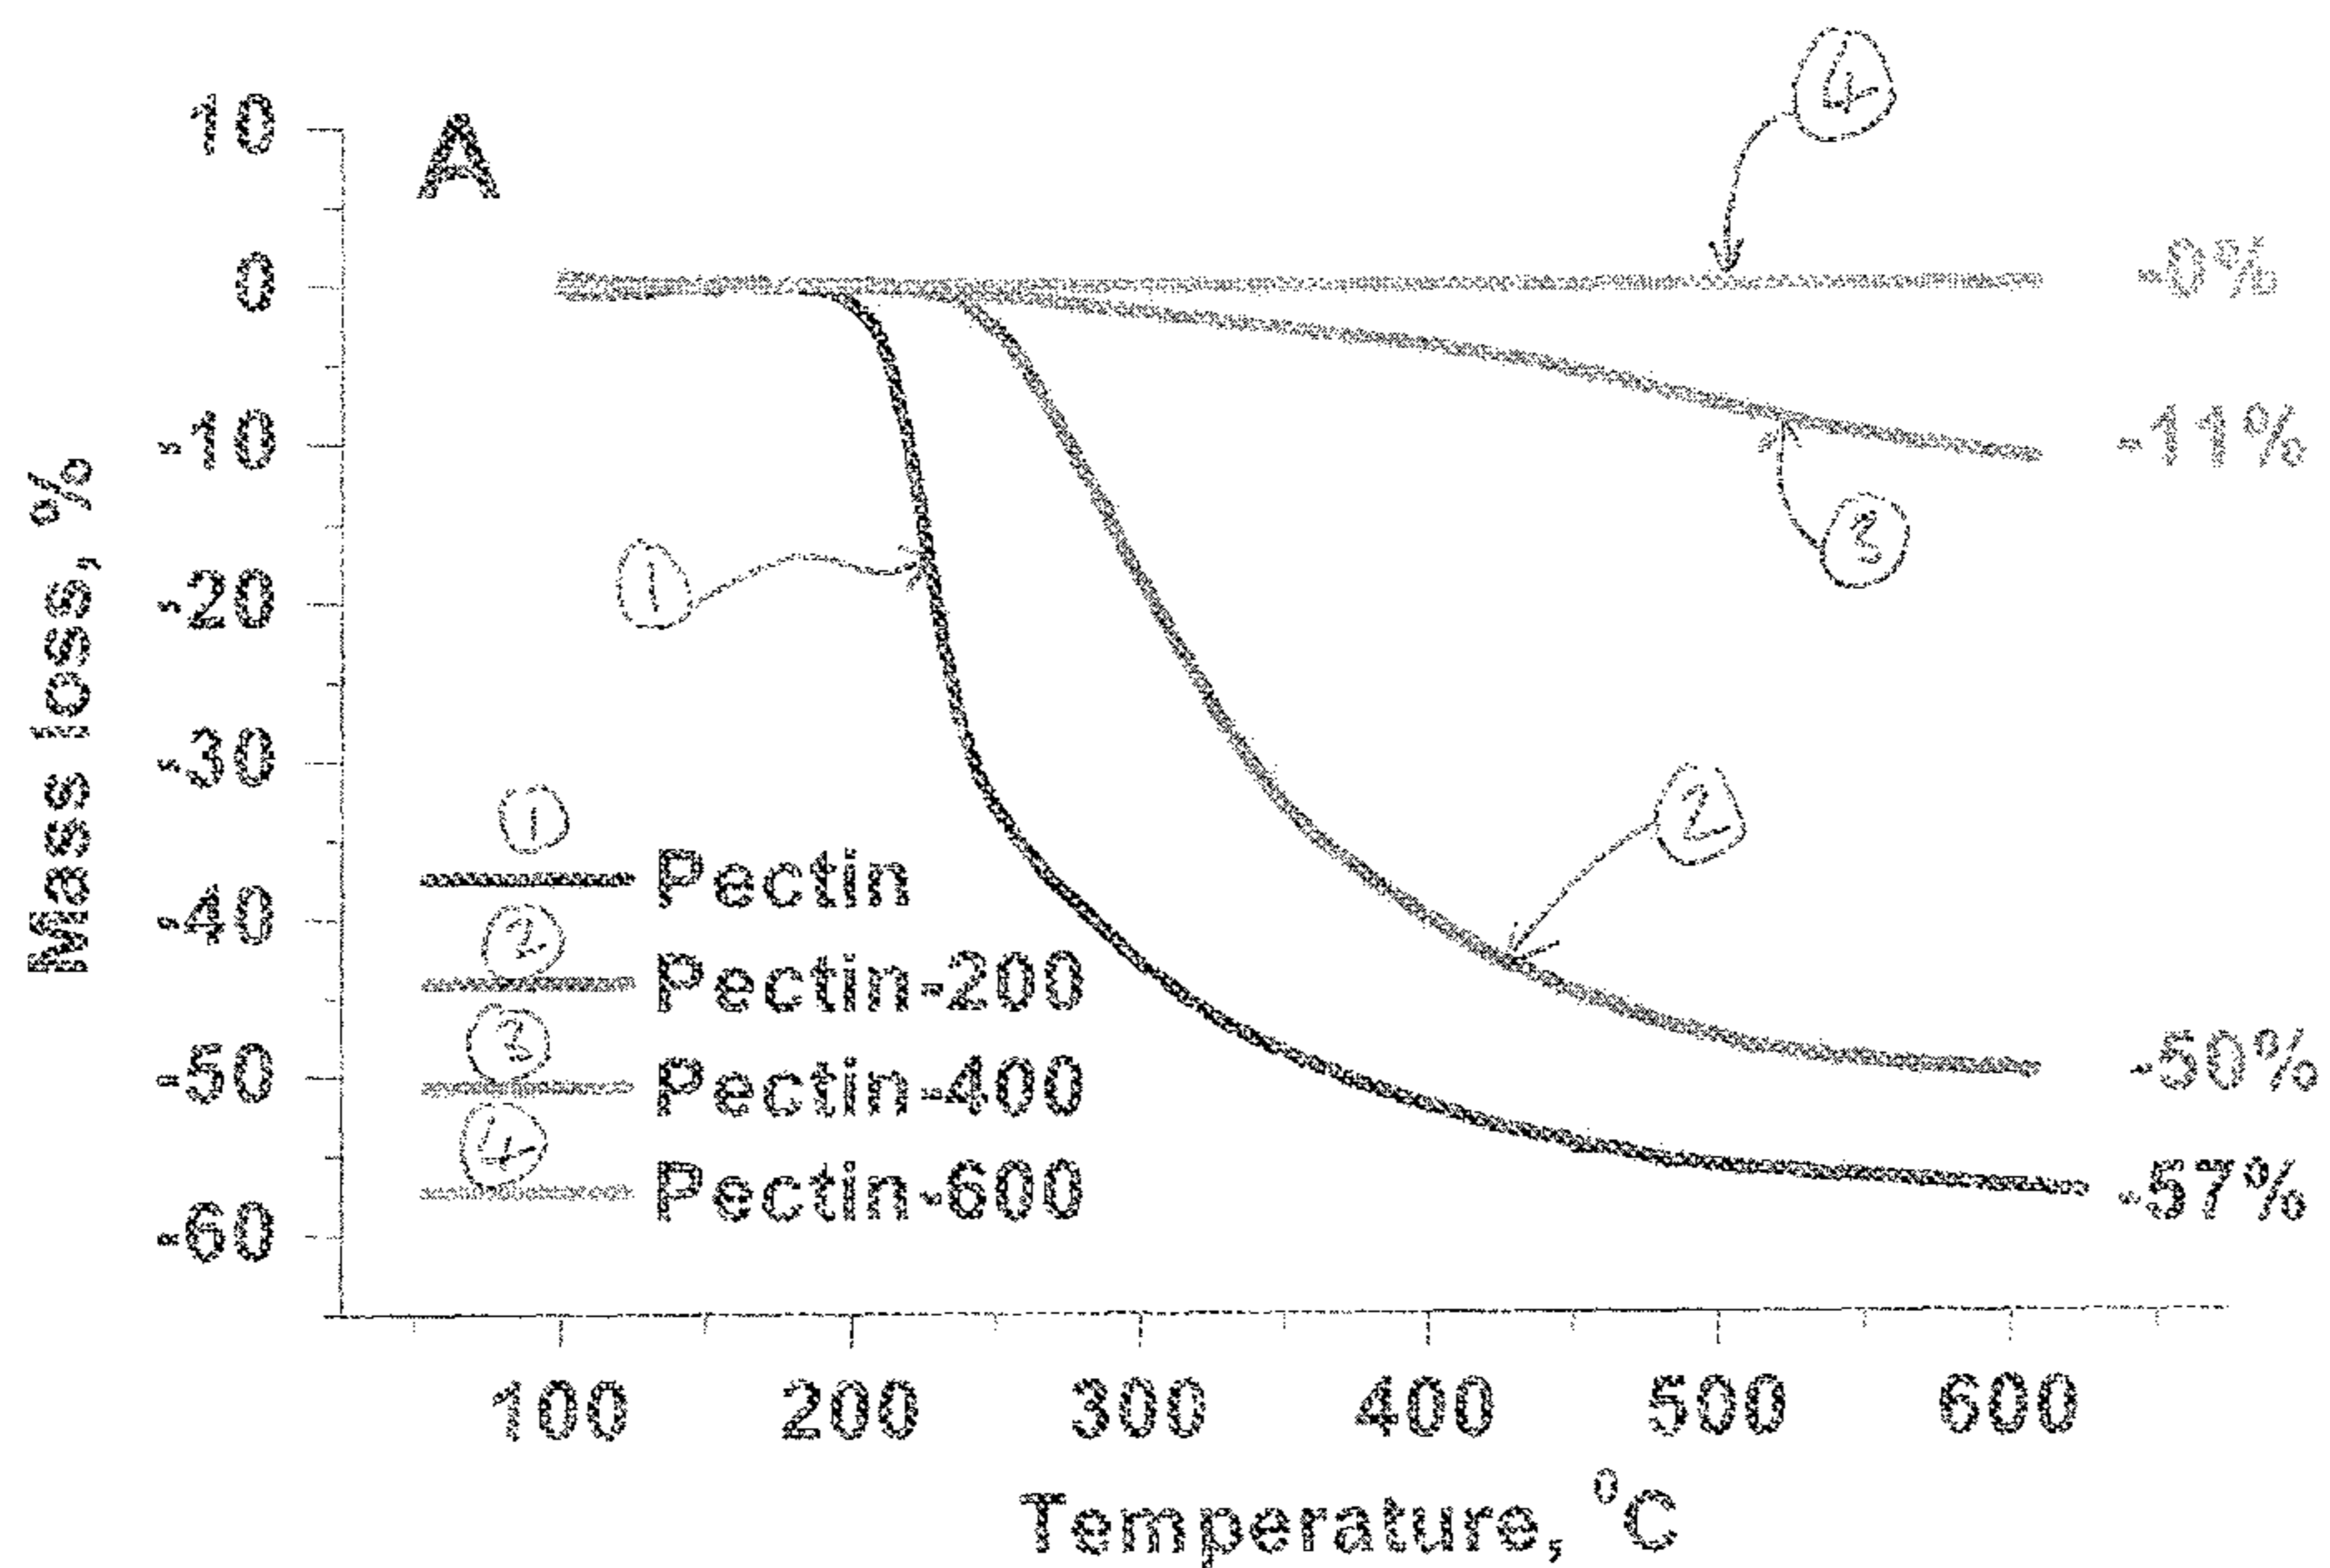 A
④
10
0
-10
-20
-30
-40
-50
-60
Mass loss, %
-0%
-11%
-50%
-57%
①
③
②
① Pectin
② Pectin-200
③ Pectin-400
④ Pectin-600
100 200 300 400 500 600
Temperature, ⁰C